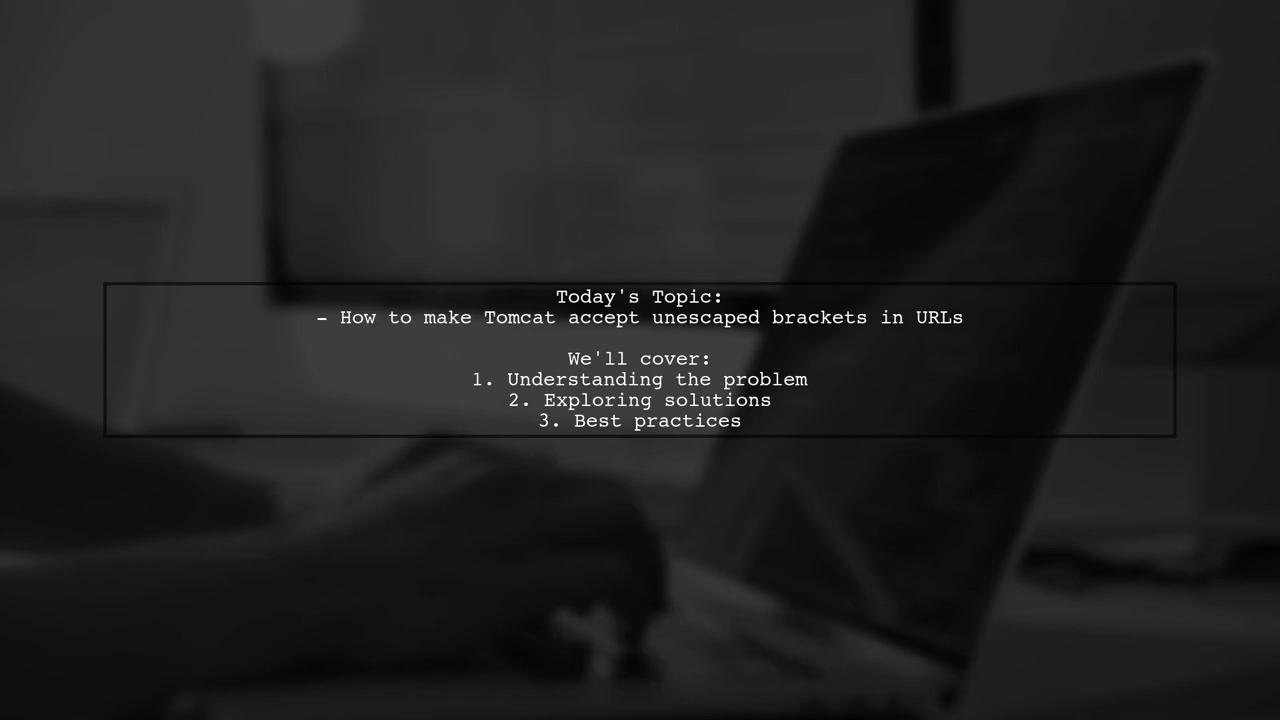 Today's Topic:
- How to make Tomcat accept unescaped brackets in URLs
We'll cover:
1. Understanding the problem
2. Exploring solutions
3. Best practices